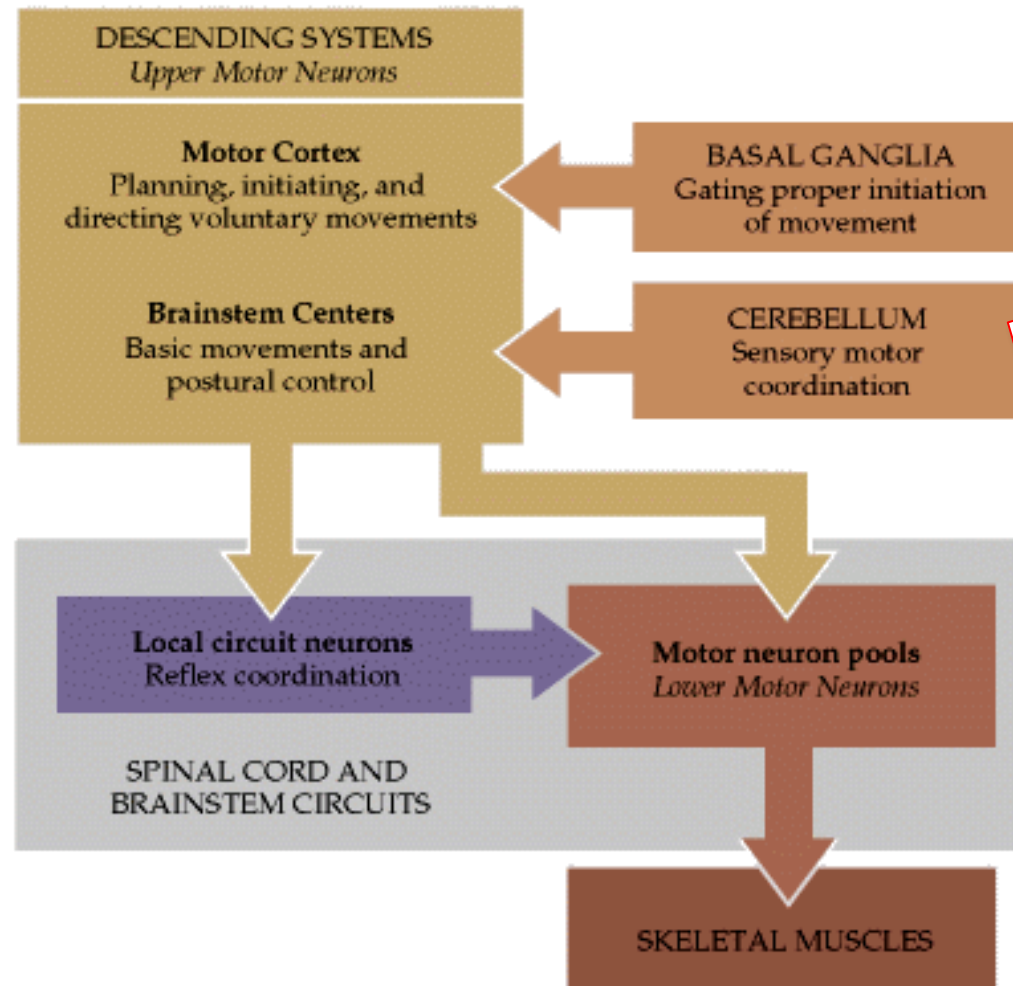 DESCENDING SYSTEMS
Upper Motor Neurons
Motor Cortex
Planning, initiating, and
directing voluntary movements
Brainstem Centers
Basic movements and
postural control
BASAL GANGLIA
Gating proper initiation
of movement
CEREBELLUM
Sensory motor
coordination
Local circuit neurons
Reflex coordination
Motor neuron pools
Lower Motor Neurons
SPINAL CORD AND
BRAINSTEM CIRCUITS
SKELETAL MUSCLES